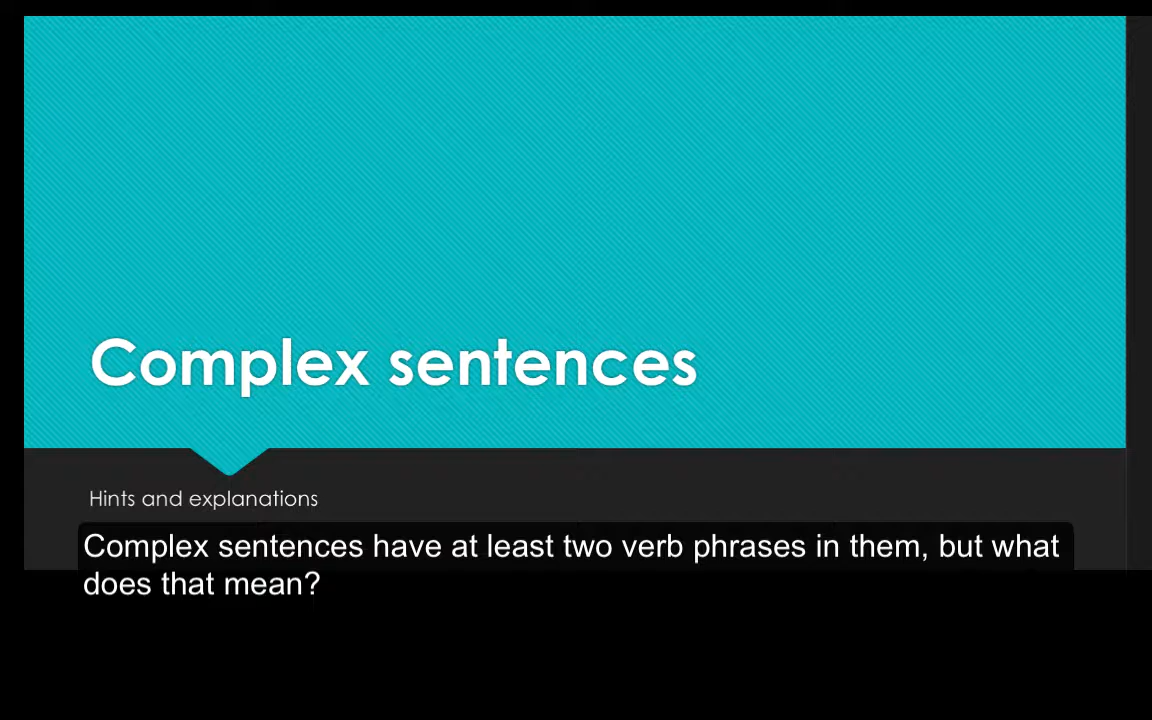 Complex sentences
Hints and explanations
Complex sentences have at least two verb phrases in them, but what
does that mean?